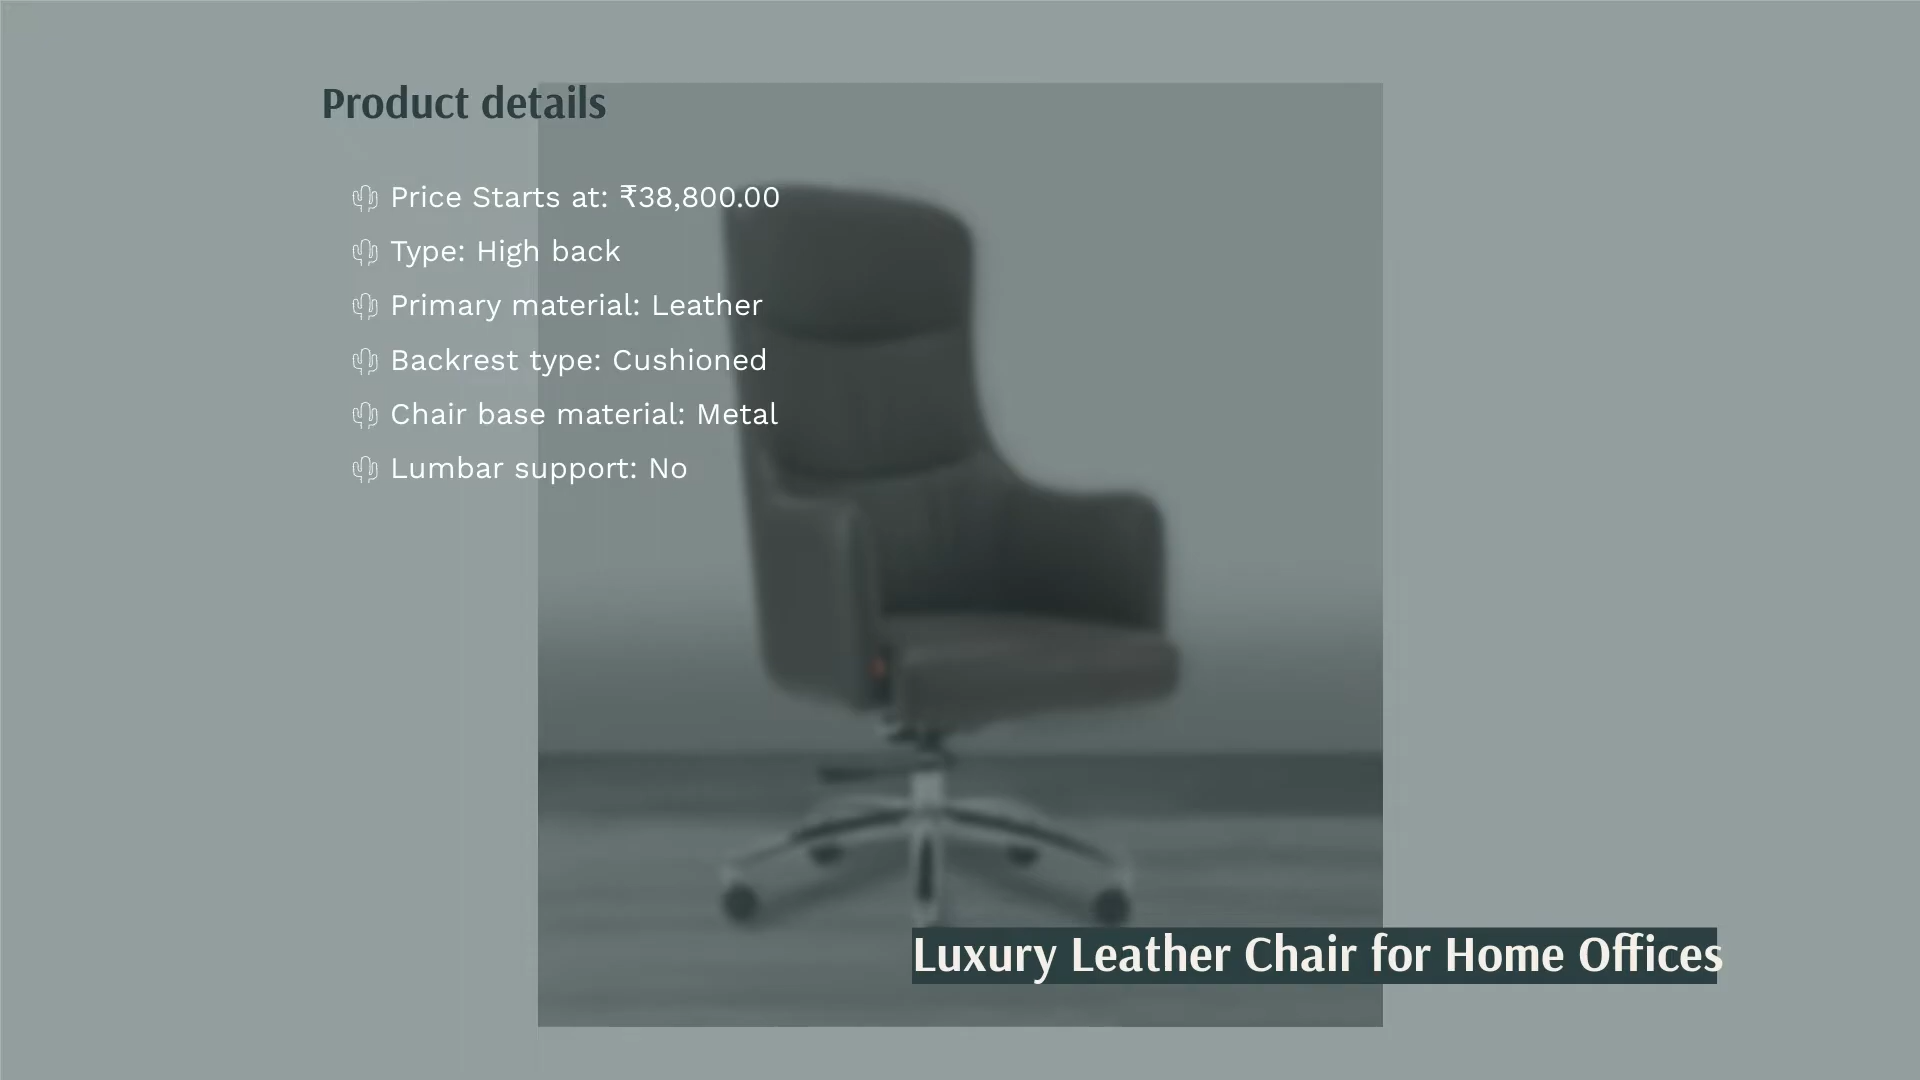 Product details
Price Starts at: ₹38,800.00
Type: High back
Primary material: Leather
Backrest type: Cushioned
Chair base material: Metal
Lumbar support: No
Luxury Leather Chair for Home Offices